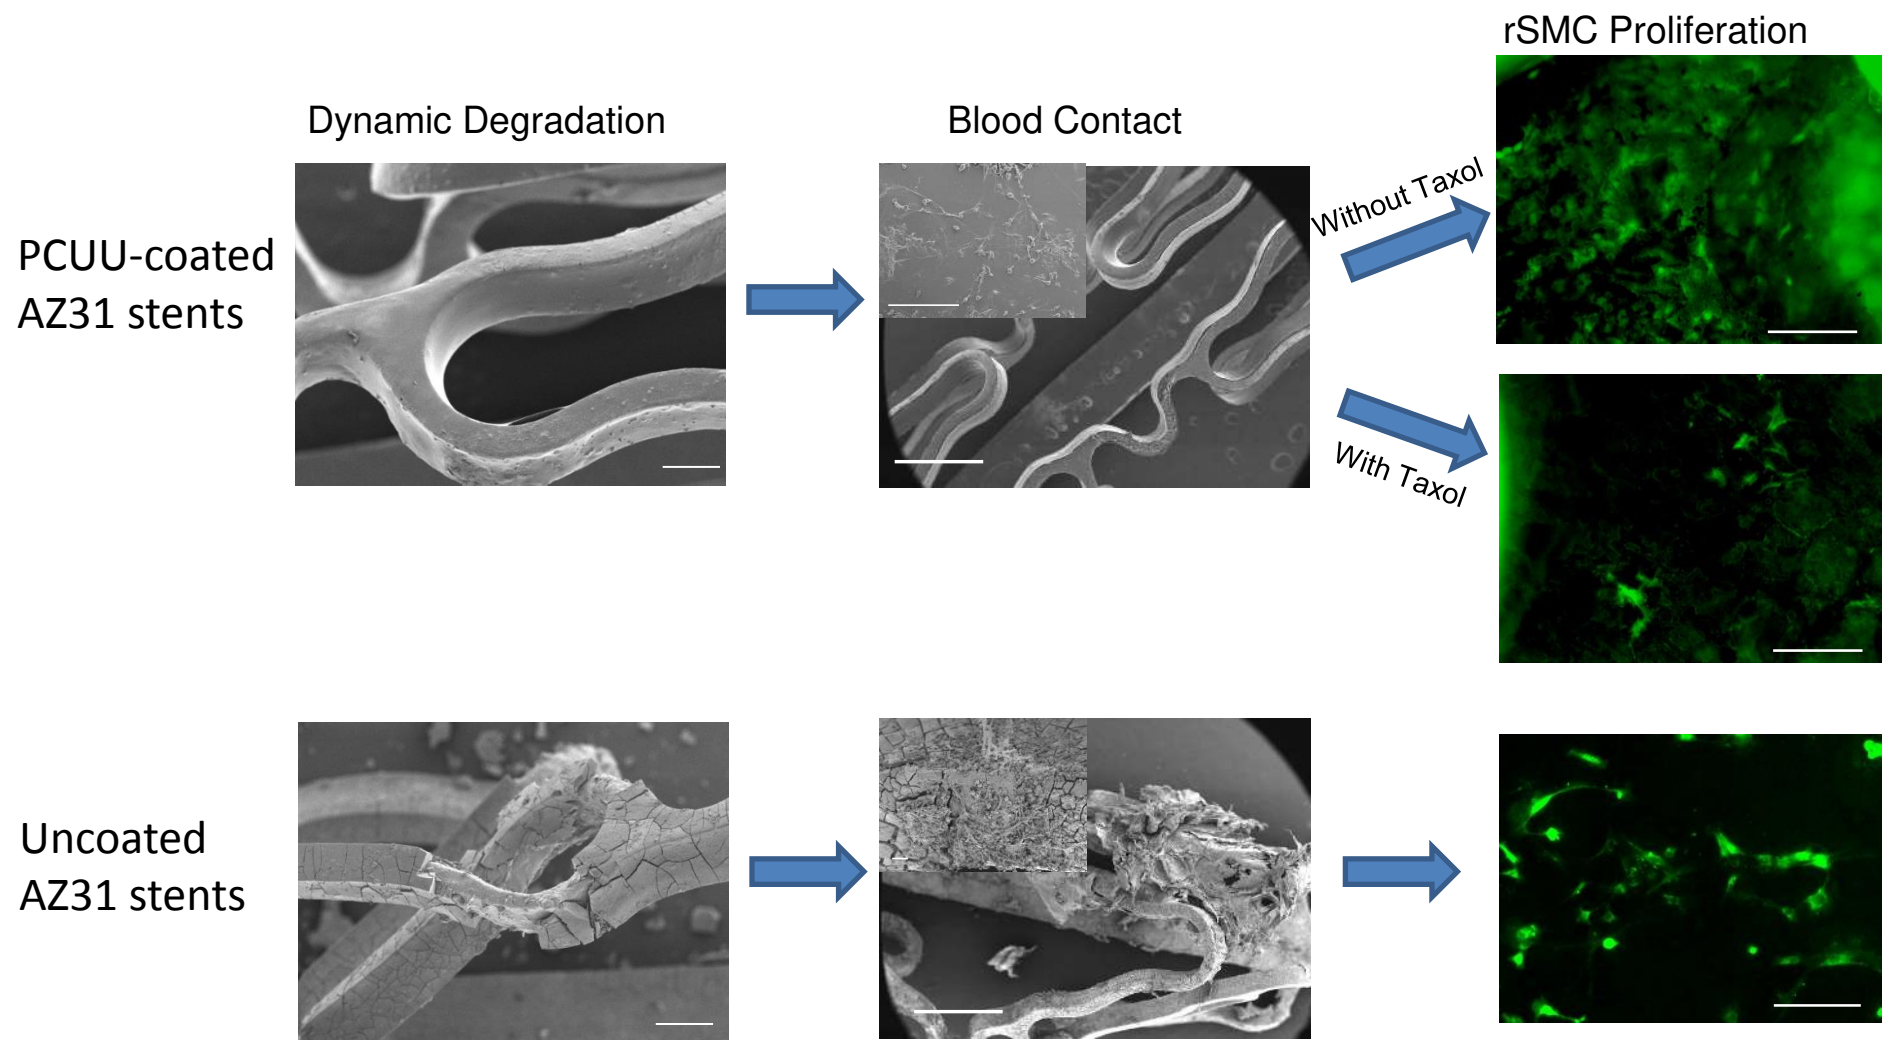 rSMC Proliferation
Dynamic Degradation
Blood Contact
Without Taxol
PCUU-coated
AZ31 stents
With Taxol
Uncoated
AZ31 stents